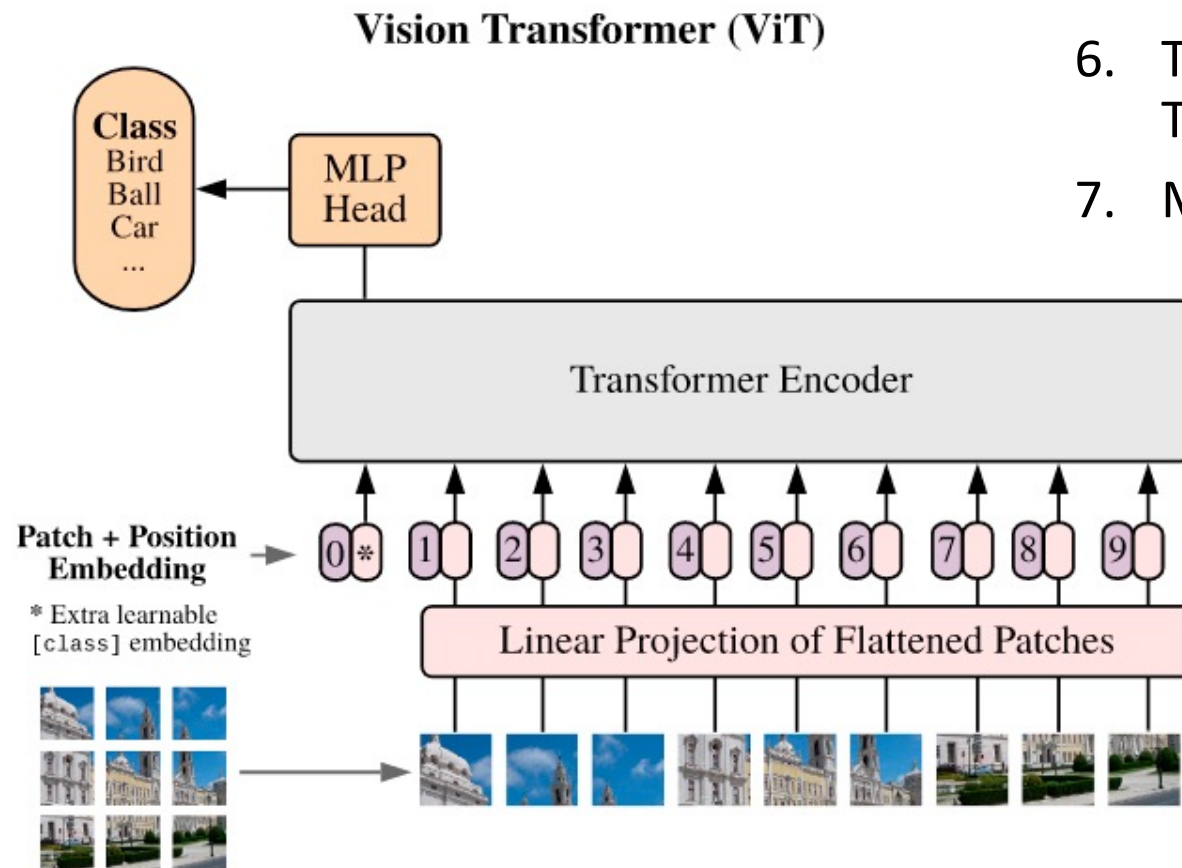 Vision Transformer (ViT)
6. T
T
7. M
Class
Bird
Ball
Car
...
MLP
Head
Transformer Encoder
Patch + Position
Embedding
0 * 1 2 3 4 5 6 7 8 9
* Extra learnable
[class] embedding
Linear Projection of Flattened Patches